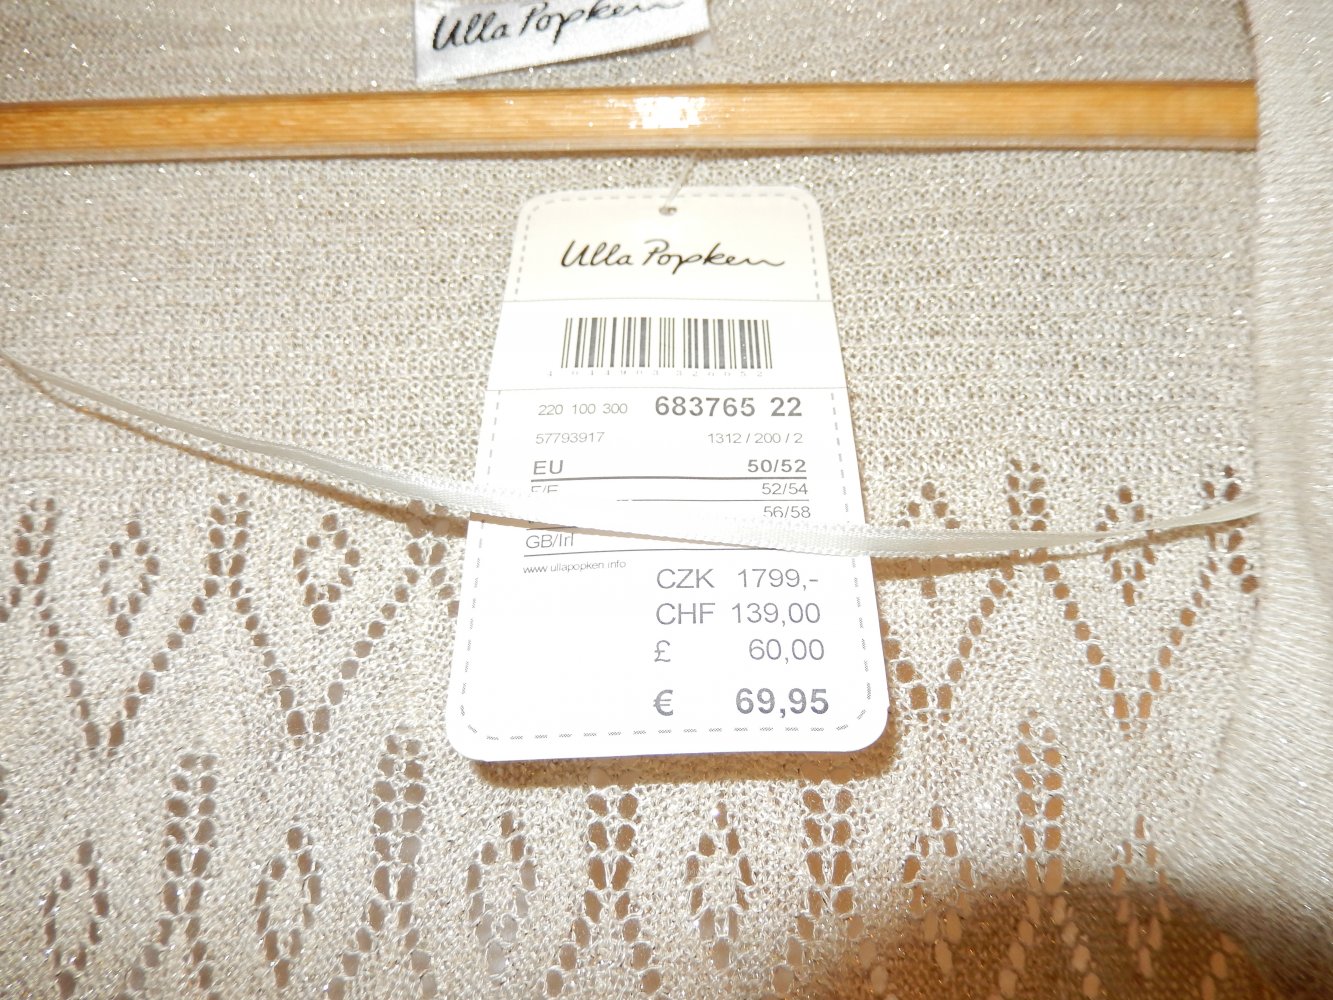 Ulla Popken
Ulla Popken
220 100 300 683765 22
57793917 1312 / 200 / 2
EU 50/52
52/54
56/58
GB/Irl
www.ullapopken.info
CZK 1799,-
CHF 139,00
£ 60,00
€ 69,95